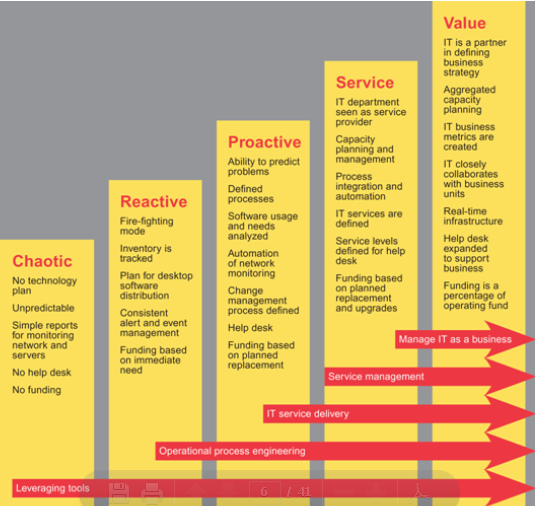 Chaotic
No technology
plan
Unpredictable
Simple reports
for monitoring
network and
servers
No help desk
No funding
Reactive
Fire-fighting
mode
Inventory is
tracked
Plan for desktop
software
distribution
Consistent
alert and event
management
Funding based
on immediate
need
Proactive
Ability to predict
problems
Defined
processes
Software usage
and needs
analyzed
Automation
of network
monitoring
Change
management
process defined
Help desk
Funding based
on planned
replacement
Service
IT department
seen as service
provider
Capacity
planning and
management
Process
integration and
automation
IT services are
defined
Service levels
defined for help
desk
Funding based
on planned
replacement
and upgrades
Value
IT is a partner
in defining
business
strategy
Aggregated
capacity
planning
IT business
metrics are
created
IT closely
collaborates
with business
units
Real-time
infrastructure
Help desk
expanded
to support
business
Funding is a
percentage of
operating fund
Manage IT as a business
Service management
IT service delivery
Operational process engineering
Leveraging tools
6 / 41